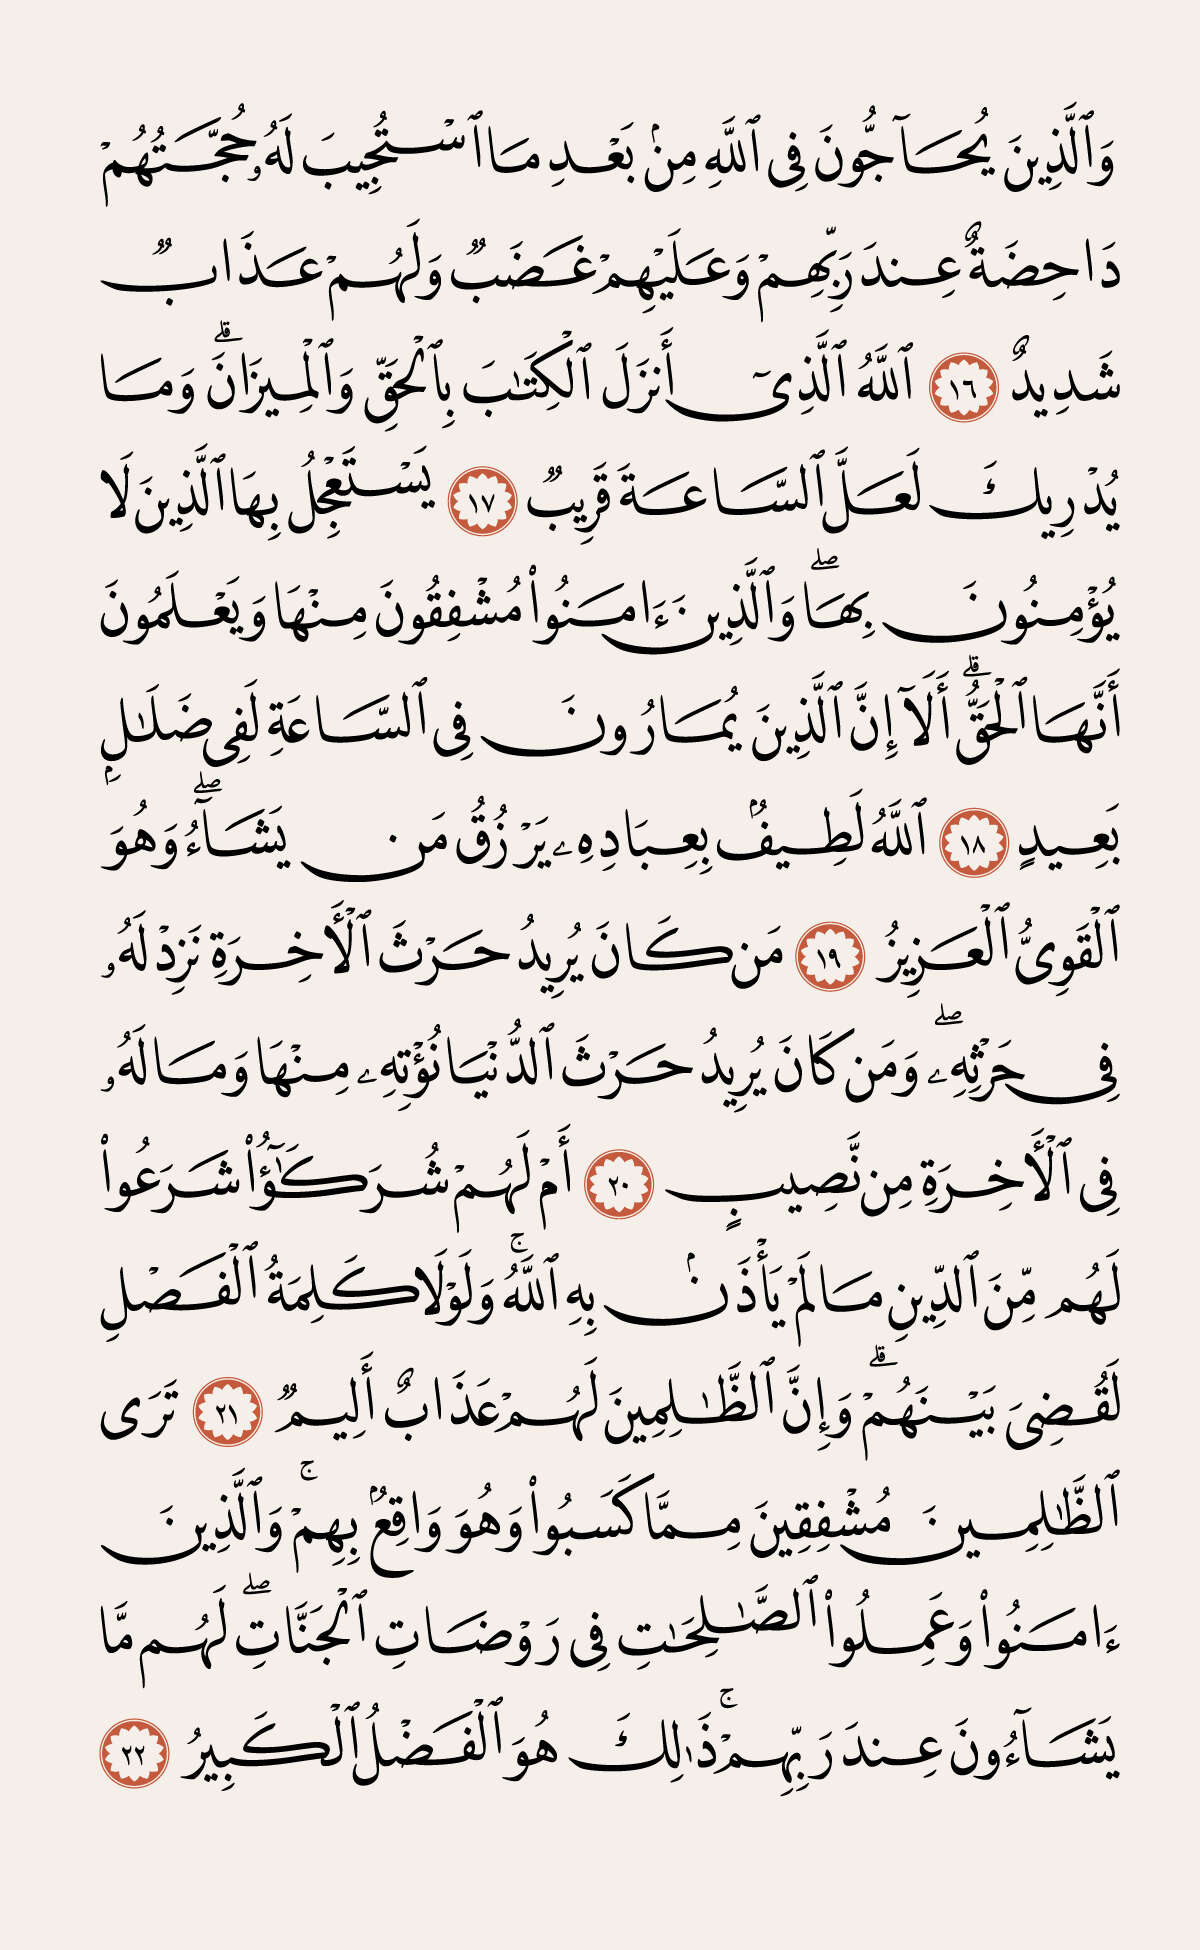 وَٱلَّذِينَ يُحَآجُّونَ فِى ٱللَّهِ مِنۢ بَعْدِ مَا ٱسْتُجِيبَ لَهُۥ حُجَّتُهُمْ
دَاحِضَةٌ عِندَ رَبِّهِمْ وَعَلَيْهِمْ غَضَبٌ وَلَهُمْ عَذَابٌ
شَدِيدٌ ١٦ ٱللَّهُ ٱلَّذِىٓ أَنزَلَ ٱلْكِتَـٰبَ بِٱلْحَقِّ وَٱلْمِيزَانَ ۗ وَمَا
يُدْرِيكَ لَعَلَّ ٱلسَّاعَةَ قَرِيبٌ ١٧ يَسْتَعْجِلُ بِهَا ٱلَّذِينَ لَا
يُؤْمِنُونَ بِهَا ۖ وَٱلَّذِينَ ءَامَنُوا۟ مُشْفِقُونَ مِنْهَا وَيَعْلَمُونَ
أَنَّهَا ٱلْحَقُّ ۗ أَلَآ إِنَّ ٱلَّذِينَ يُمَارُونَ فِى ٱلسَّاعَةِ لَفِى ضَلَـٰلٍۭ
بَعِيدٍ ١٨ ٱللَّهُ لَطِيفٌۢ بِعِبَادِهِۦ يَرْزُقُ مَن يَشَآءُ ۖ وَهُوَ
ٱلْقَوِىُّ ٱلْعَزِيزُ ١٩ مَن كَانَ يُرِيدُ حَرْثَ ٱلْأَخِرَةِ نَزِدْ لَهُۥ
فِى حَرْثِهِۦ ۖ وَمَن كَانَ يُرِيدُ حَرْثَ ٱلدُّنْيَا نُؤْتِهِۦ مِنْهَا وَمَا لَهُۥ
فِى ٱلْأَخِرَةِ مِن نَّصِيبٍ ٢٠ أَمْ لَهُمْ شُرَكَـٰٓؤُا۟ شَرَعُوا۟
لَهُم مِّنَ ٱلدِّينِ مَا لَمْ يَأْذَنۢ بِهِ ٱللَّهُ ۚ وَلَوْلَا كَلِمَةُ ٱلْفَصْلِ
لَقُضِىَ بَيْنَهُمْ ۗ وَإِنَّ ٱلظَّـٰلِمِينَ لَهُمْ عَذَابٌ أَلِيمٌ ٢١ تَرَى
ٱلظَّـٰلِمِينَ مُشْفِقِينَ مِمَّا كَسَبُوا۟ وَهُوَ وَاقِعٌۢ بِهِمْ ۚ وَٱلَّذِينَ
ءَامَنُوا۟ وَعَمِلُوا۟ ٱلصَّـٰلِحَـٰتِ فِى رَوْضَاتِ ٱلْجَنَّاتِ ۖ لَهُم مَّا
يَشَآءُونَ عِندَ رَبِّهِمْ ۚ ذَٰلِكَ هُوَ ٱلْفَضْلُ ٱلْكَبِيرُ ٢٢